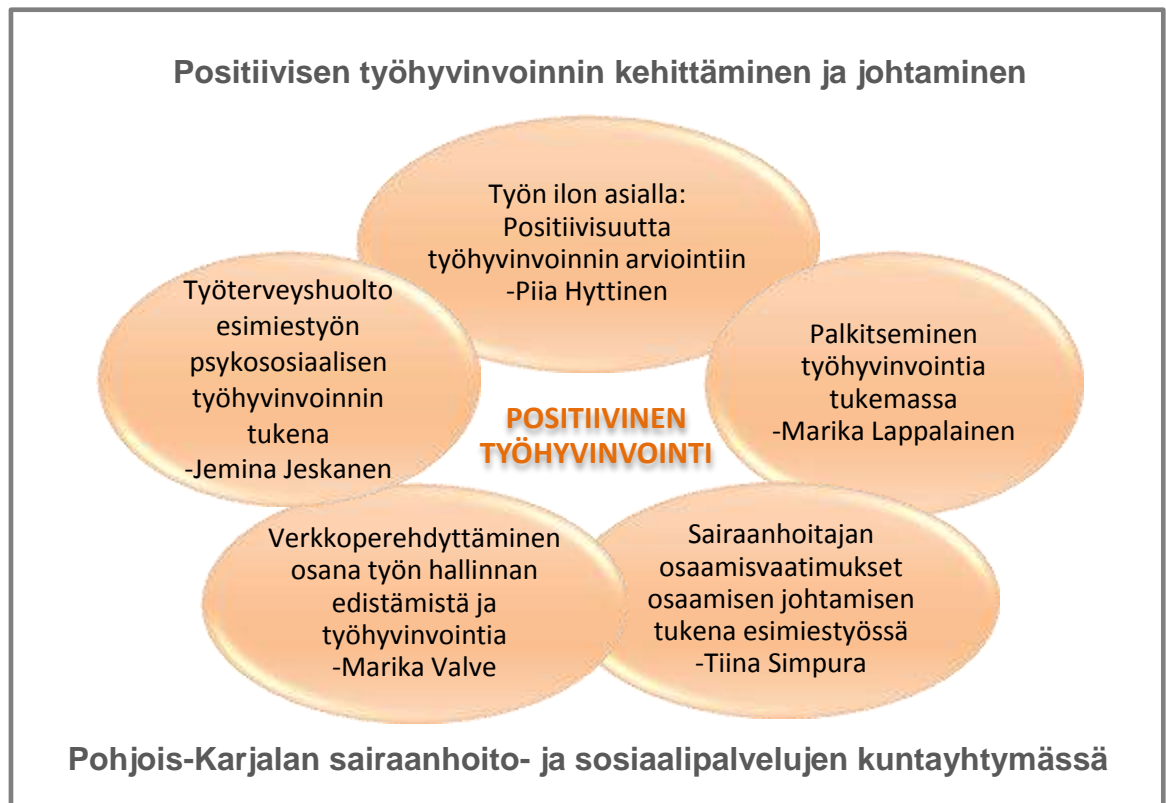 Positiivisen työhyvinvoinnin kehittäminen ja johtaminen
Työn ilon asialla:
Positiivisuutta
työhyvinvoinnin arviointiin
-Piia Hyttinen
Työterveyshuolto
esimiestyön
psykososiaalisen
työhyvinvoinnin
tukena
-Jemina Jeskanen
Palkitseminen
työhyvinvointia
tukemassa
-Marika Lappalainen
POSITIIVINEN
TYÖHYVINVOINTI
Verkkoperehdyttäminen
osana työn hallinnan
edistämistä ja
työhyvinvointia
-Marika Valve
Sairaanhoitajan
osaamisvaatimukset
osaamisen johtamisen
tukena esimiestyössä
-Tiina Simpura
Pohjois-Karjalan sairaanhoito- ja sosiaalipalvelujen kuntayhtymässä